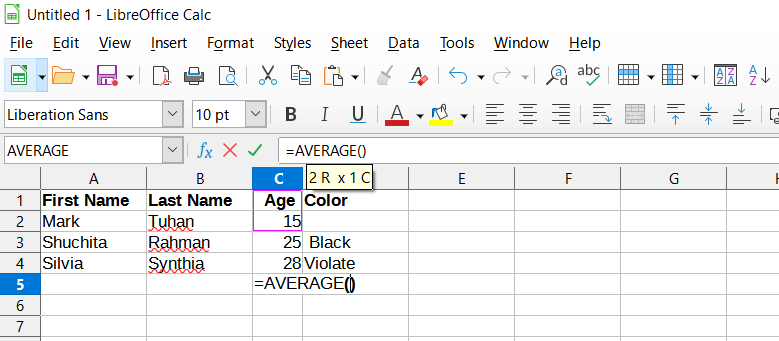 Untitled 1 - LibreOffice Calc
File Edit View Insert Format Styles Sheet Data Tools Window Help
Liberation Sans 10 pt B I U A
AVERAGE fx =AVERAGE()
2 R x 1 C
A B C D E F G
1 First Name Last Name Age Color
2 Mark Tuhan 15
3 Shuchita Rahman 25 Black
4 Silvia Synthia 28 Violate
5 =AVERAGE()
6
7